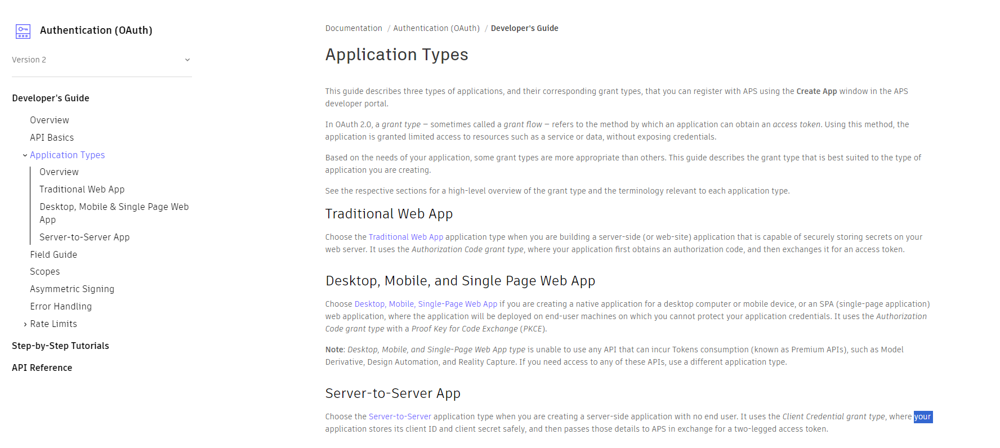 Authentication (OAuth)
Version 2
Developer's Guide
Overview
API Basics
Application Types
Overview
Traditional Web App
Desktop, Mobile & Single Page Web
App
Server-to-Server App
Field Guide
Scopes
Asymmetric Signing
Error Handling
Rate Limits
Step-by-Step Tutorials
API Reference
Documentation / Authentication (OAuth) / Developer's Guide
Application Types
This guide describes three types of applications, and their corresponding grant types, that you can register with APS using the Create App window in the APS
developer portal.
In OAuth 2.0, a grant type – sometimes called a grant flow – refers to the method by which an application can obtain an access token. Using this method, the
application is granted limited access to resources such as a service or data, without exposing credentials.
Based on the needs of your application, some grant types are more appropriate than others. This guide describes the grant type that is best suited to the type of
application you are creating.
See the respective sections for a high-level overview of the grant type and the terminology relevant to each application type.
Traditional Web App
Choose the Traditional Web App application type when you are building a server-side (or web-site) application that is capable of securely storing secrets on your
web server. It uses the Authorization Code grant type, where your application first obtains an authorization code, and then exchanges it for an access token.
Desktop, Mobile, and Single Page Web App
Choose Desktop, Mobile, Single-Page Web App if you are creating a native application for a desktop computer or mobile device, or an SPA (single-page application)
web application, where the application will be deployed on end-user machines on which you cannot protect your application credentials. It uses the Authorization
Code grant type with a Proof Key for Code Exchange (PKCE).
Note: Desktop, Mobile, and Single-Page Web App type is unable to use any API that can incur Tokens consumption (known as Premium APIs), such as Model
Derivative, Design Automation, and Reality Capture. If you need access to any of these APIs, use a different application type.
Server-to-Server App
Choose the Server-to-Server application type when you are creating a server-side application with no end user. It uses the Client Credential grant type, where your
application stores its client ID and client secret safely, and then passes those details to APS in exchange for a two-legged access token.